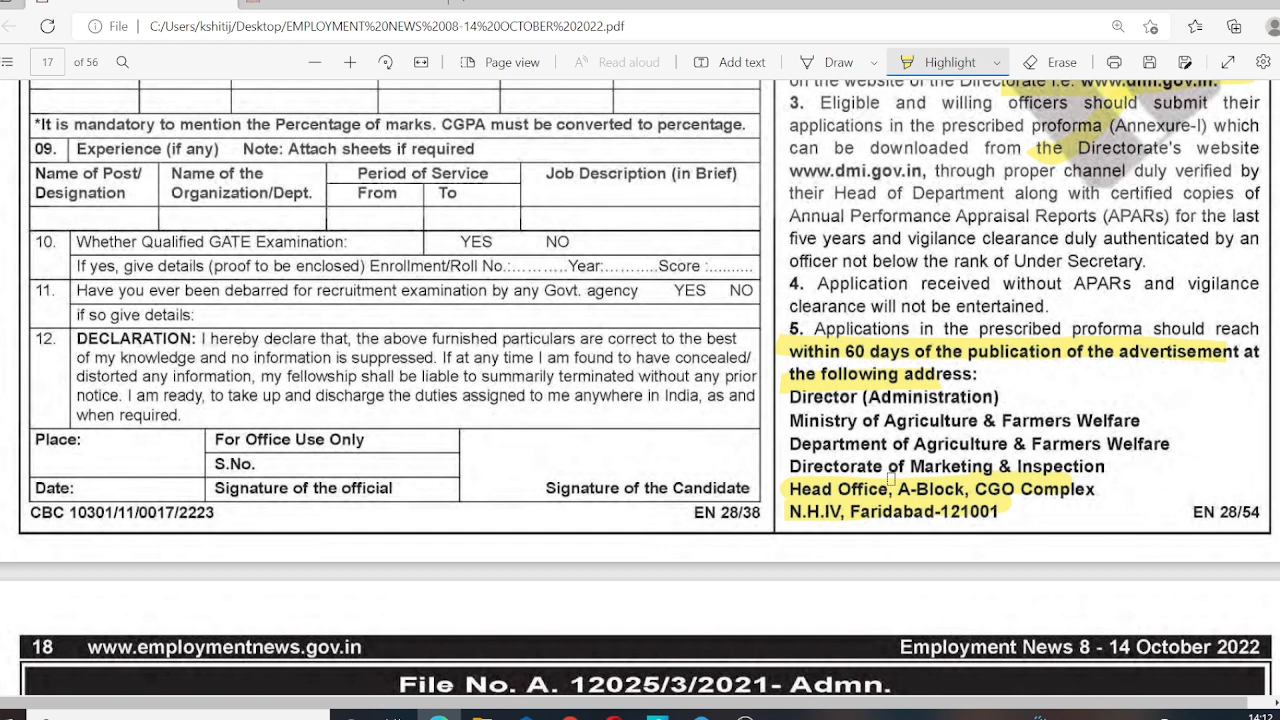 File C:/Users/kshitij/Desktop/EMPLOYMENT%20NEWS%2008-14%20OCTOBER%202022.pdf
17 of 56 Page view Read aloud Add text Draw Highlight Erase
*It is mandatory to mention the Percentage of marks. CGPA must be converted to percentage.
09. Experience (if any) Note: Attach sheets if required
Name of Post/ Designation
Name of the Organization/Dept.
Period of Service
From To
Job Description (in Brief)
10. Whether Qualified GATE Examination: YES NO
If yes, give details (proof to be enclosed) Enrollment/Roll No.:............Year:..........Score :..........
11. Have you ever been debarred for recruitment examination by any Govt. agency YES NO
if so give details:
12. DECLARATION: I hereby declare that, the above furnished particulars are correct to the best
of my knowledge and no information is suppressed. If at any time I am found to have concealed/
distorted any information, my fellowship shall be liable to summarily terminated without any prior
notice. I am ready, to take up and discharge the duties assigned to me anywhere in India, as and
when required.
Place: For Office Use Only
S.No.
Date: Signature of the official Signature of the Candidate
CBC 10301/11/0017/2223 EN 28/38
on the website of the Directorate i.e. www.dmi.gov.in.
3. Eligible and willing officers should submit their
applications in the prescribed proforma (Annexure-I) which
can be downloaded from the Directorate's website
www.dmi.gov.in, through proper channel duly verified by
their Head of Department along with certified copies of
Annual Performance Appraisal Reports (APARs) for the last
five years and vigilance clearance duly authenticated by an
officer not below the rank of Under Secretary.
4. Application received without APARs and vigilance
clearance will not be entertained.
5. Applications in the prescribed proforma should reach
within 60 days of the publication of the advertisement at
the following address:
Director (Administration)
Ministry of Agriculture & Farmers Welfare
Department of Agriculture & Farmers Welfare
Directorate of Marketing & Inspection
Head Office, A-Block, CGO Complex
N.H.IV, Faridabad-121001 EN 28/54
18 www.employmentnews.gov.in Employment News 8 - 14 October 2022
File No. A. 12025/3/2021- Admn.
14:12